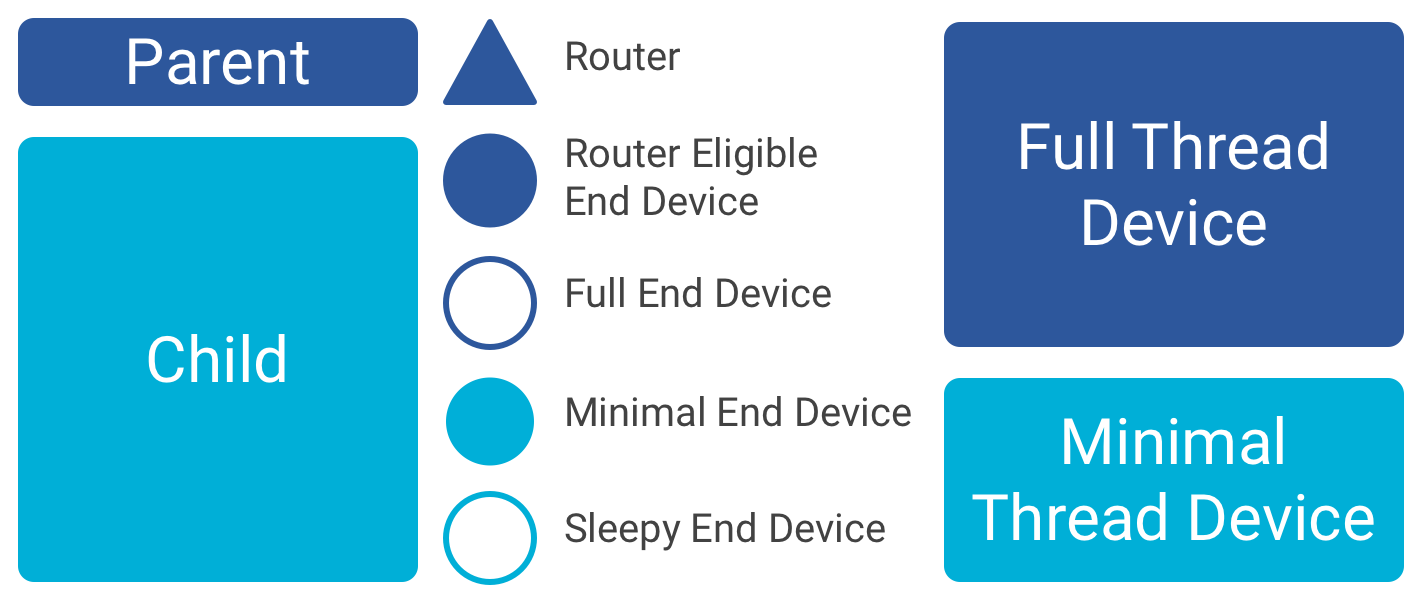 Parent
Child
Router
Router Eligible
End Device
Full End Device
Minimal End Device
Sleepy End Device
Full Thread
Device
Minimal
Thread Device